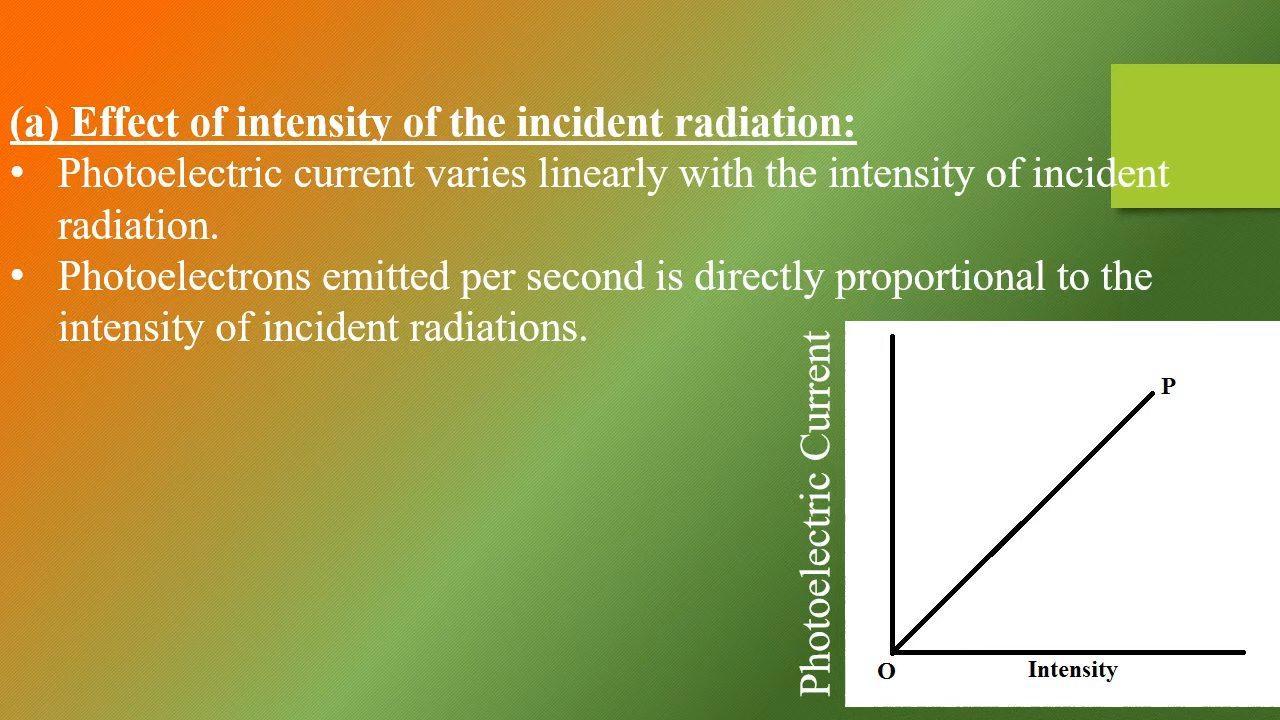 (a) Effect of intensity of the incident radiation:
• Photoelectric current varies linearly with the intensity of incident
radiation.
• Photoelectrons emitted per second is directly proportional to the
intensity of incident radiations.
Photoelectric Current
P
O
Intensity